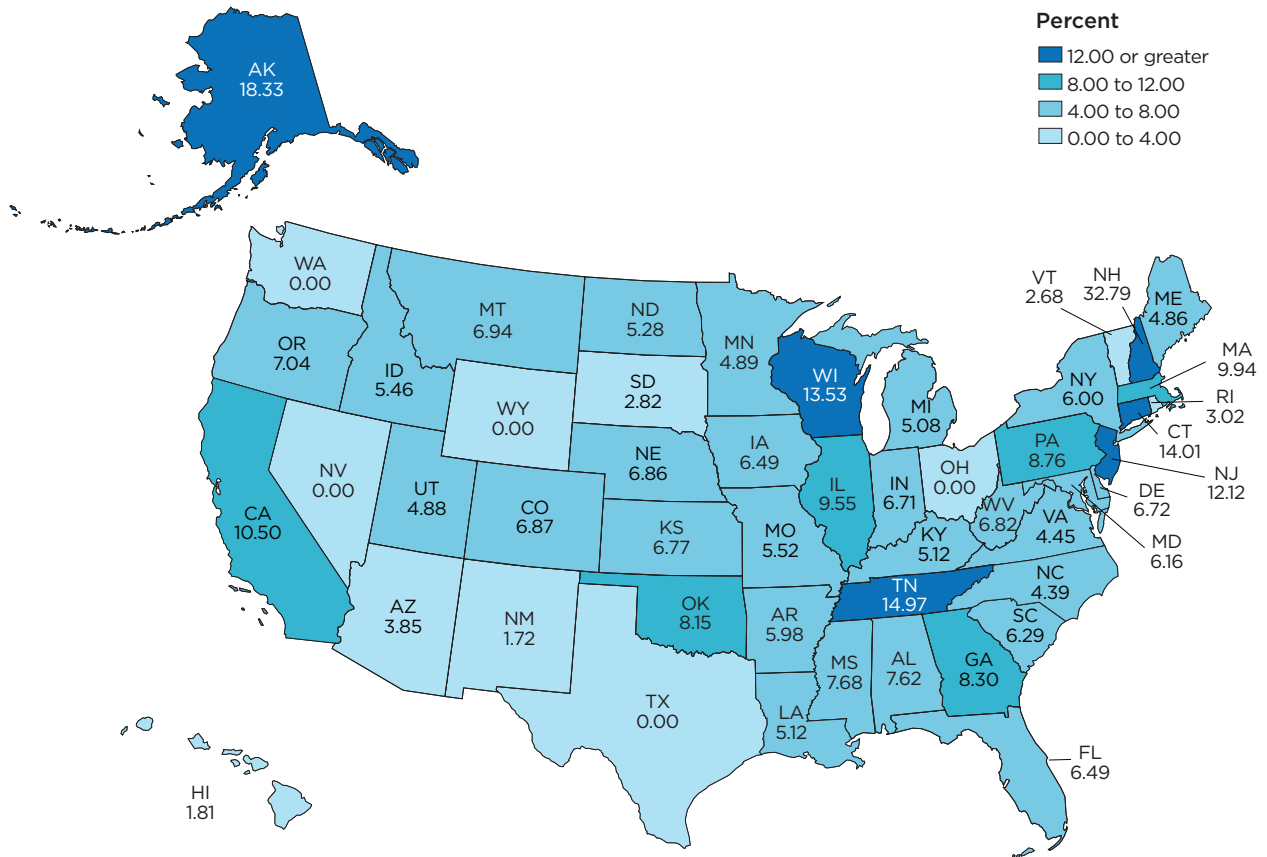 Percent
12.00 or greater
8.00 to 12.00
4.00 to 8.00
0.00 to 4.00
AK
18.33
WA
0.00
MT
6.94
ND
5.28
MN
4.89
VT
2.68
NH
32.79
ME
4.86
OR
7.04
ID
5.46
SD
2.82
WI
13.53
MI
5.08
NY
6.00
MA
9.94
RI
3.02
CT
14.01
NJ
12.12
WY
0.00
NE
6.86
IA
6.49
PA
8.76
DE
6.72
MD
6.16
NV
0.00
UT
4.88
CO
6.87
KS
6.77
MO
5.52
IL
9.55
IN
6.71
OH
0.00
WV
6.82
VA
4.45
KY
5.12
CA
10.50
AZ
3.85
NM
1.72
OK
8.15
AR
5.98
TN
14.97
NC
4.39
SC
6.29
MS
7.68
AL
7.62
GA
8.30
TX
0.00
LA
5.12
FL
6.49
HI
1.81